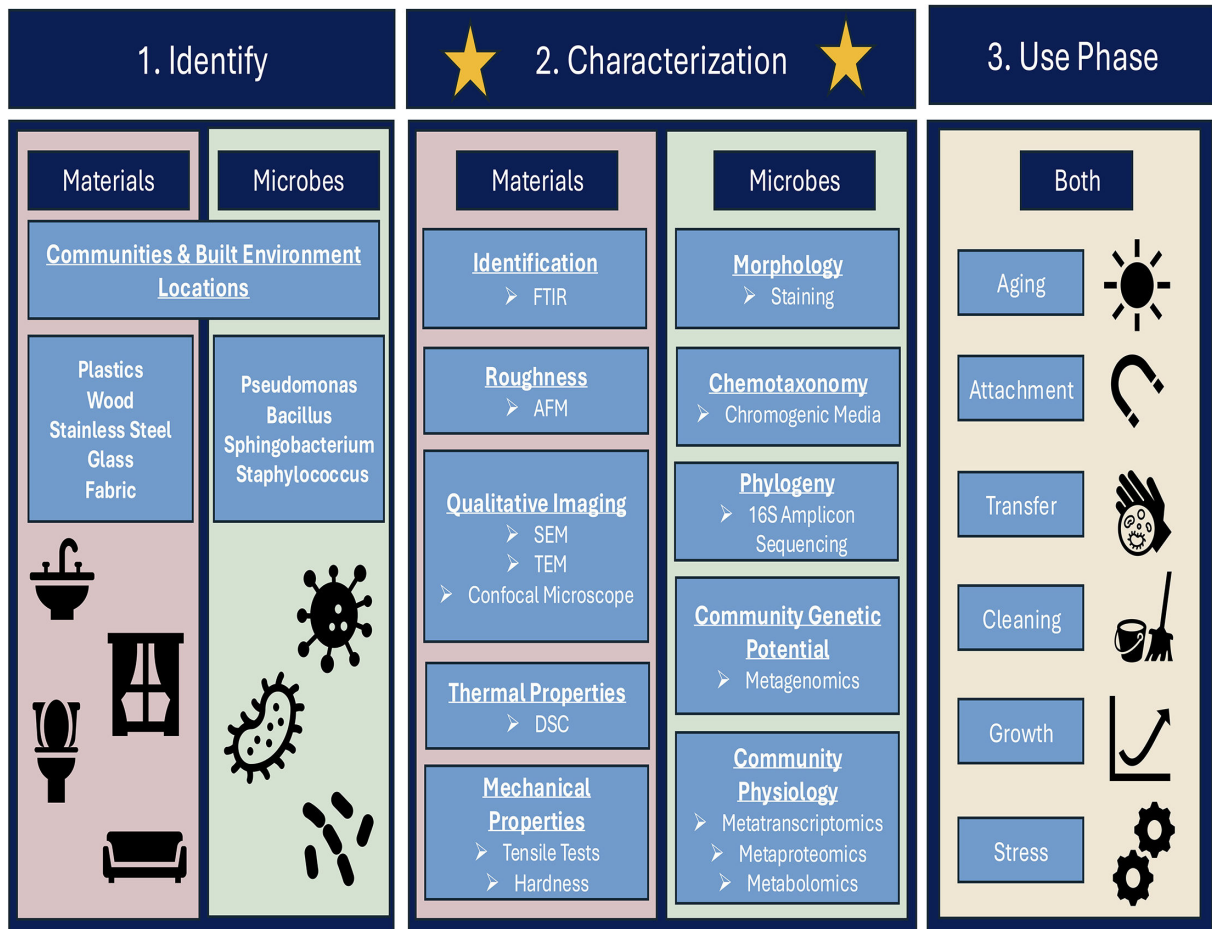 1. Identify
Materials
Microbes
Communities & Built Environment
Locations
Plastics
Wood
Stainless Steel
Glass
Fabric
Pseudomonas
Bacillus
Sphingobacterium
Staphylococcus
2. Characterization
Materials
Identification
➢ FTIR
Roughness
➢ AFM
Qualitative Imaging
➢ SEM
➢ TEM
➢ Confocal Microscope
Thermal Properties
➢ DSC
Mechanical
Properties
➢ Tensile Tests
➢ Hardness
Microbes
Morphology
➢ Staining
Chemotaxonomy
➢ Chromogenic Media
Phylogeny
➢ 16S Amplicon
Sequencing
Community Genetic
Potential
➢ Metagenomics
Community
Physiology
➢ Metatranscriptomics
➢ Metaproteomics
➢ Metabolomics
3. Use Phase
Both
Aging
Attachment
Transfer
Cleaning
Growth
Stress